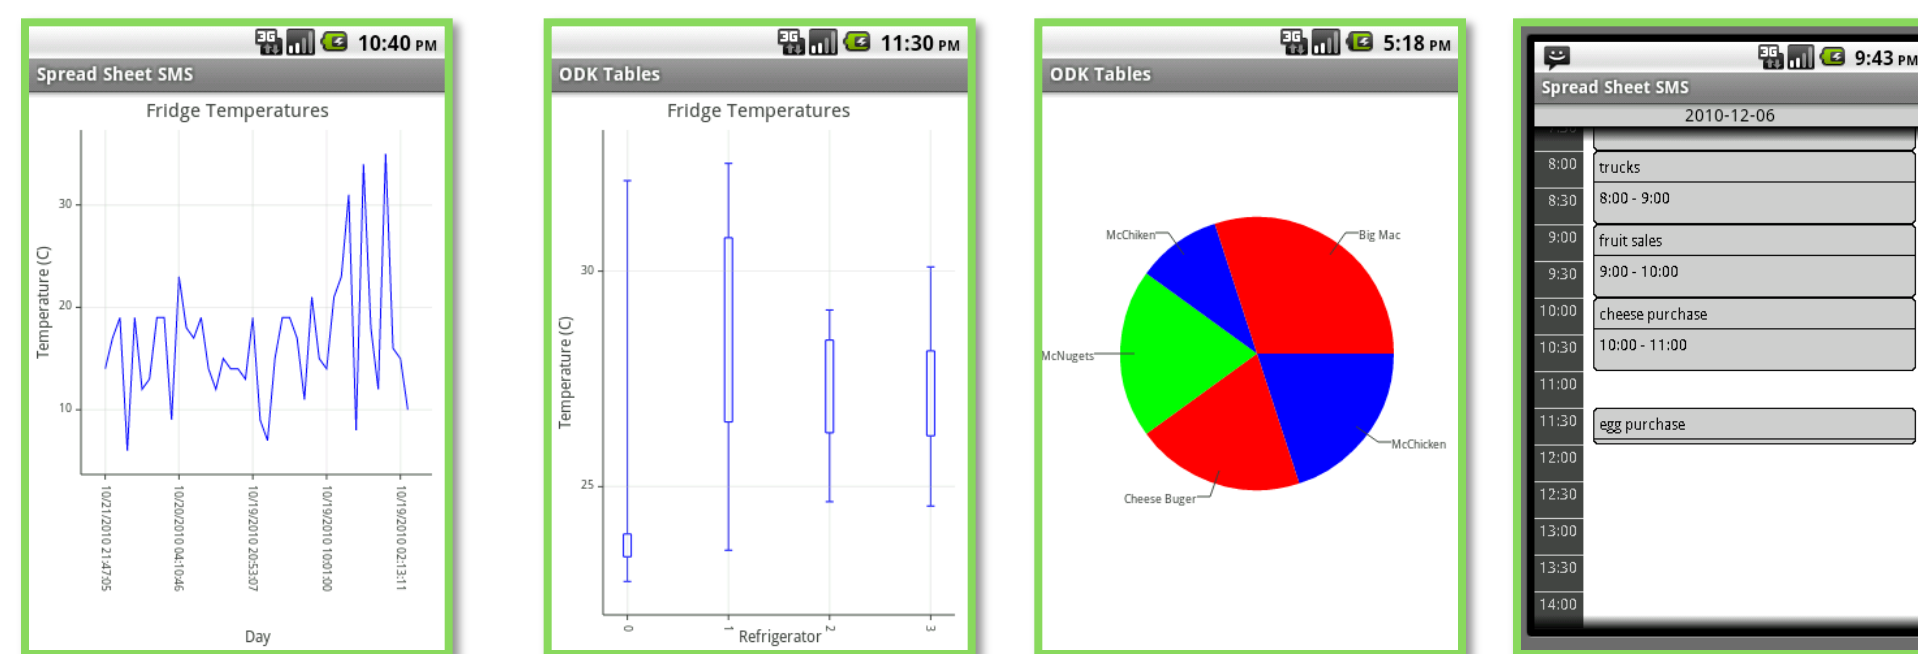 3G 10:40 PM
Spread Sheet SMS
Fridge Temperatures
Temperature (C)
30
20
10
10/21/2010 21:47:05
10/20/2010 04:10:46
10/19/2010 20:53:07
10/19/2010 10:01:00
10/19/2010 02:13:11
Day
3G 11:30 PM
ODK Tables
Fridge Temperatures
Temperature (C)
30
25
0
1
2
3
Refrigerator
3G 5:18 PM
ODK Tables
McChiken
Big Mac
McNugets
McChicken
Cheese Buger
3G 9:43 PM
Spread Sheet SMS
2010-12-06
8:00
trucks
8:30
8:00 - 9:00
9:00
fruit sales
9:30
9:00 - 10:00
10:00
cheese purchase
10:30
10:00 - 11:00
11:00
11:30
egg purchase
12:00
12:30
13:00
13:30
14:00